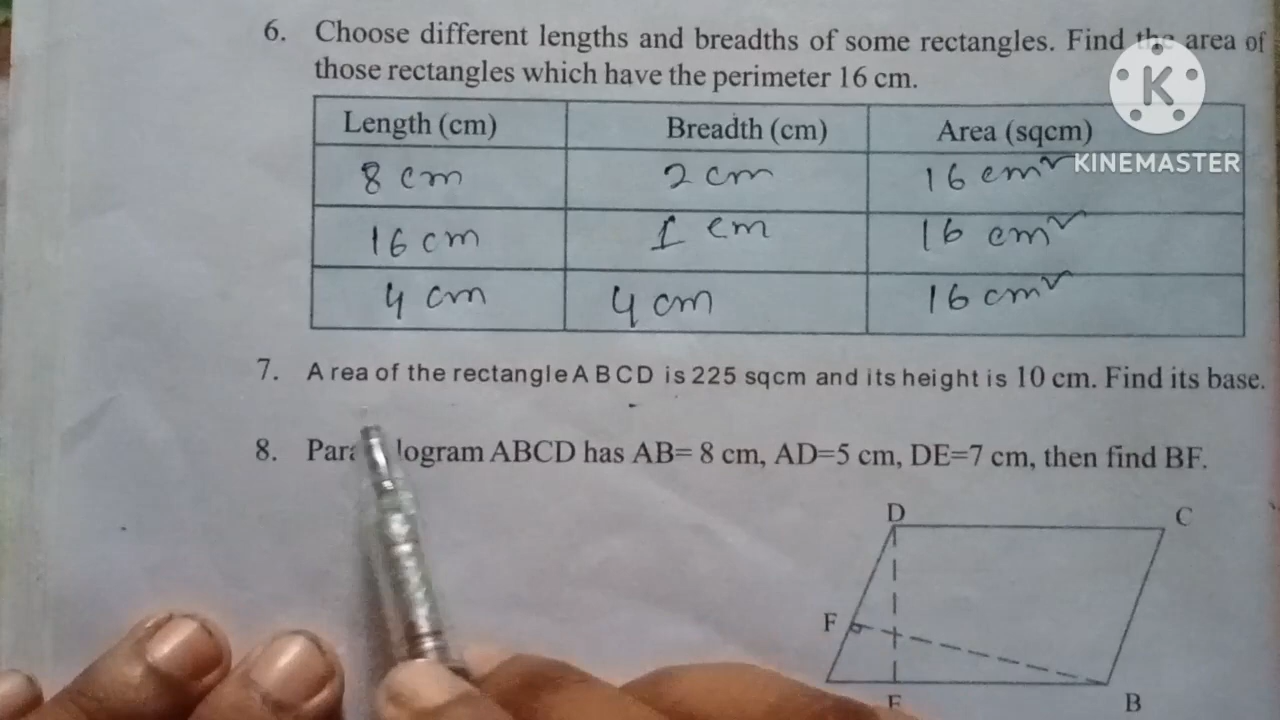 6. Choose different lengths and breadths of some rectangles. Find the area of
those rectangles which have the perimeter 16 cm.
Length (cm) Breadth (cm) Area (sqcm)
K
KINEMASTER
8 cm 2 cm 16 cm²
16 cm 1 cm 16 cm²
4 cm 4 cm 16 cm²
7. Area of the rectangle ABCD is 225 sqcm and its height is 10 cm. Find its base.
8. logram ABCD has AB= 8 cm, AD=5 cm, DE=7 cm, then find BF.
D C
F
E B